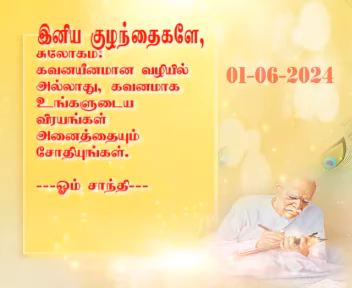 இனிய குழந்தைகளே,
சுலோகம்:
கவனயீனமான வழியில்
அல்லாது, கவனமாக
உங்களுடைய
விரயங்கள்
அனைத்தையும்
சோதியுங்கள்.
---ஓம் சாந்தி---
01-06-2024